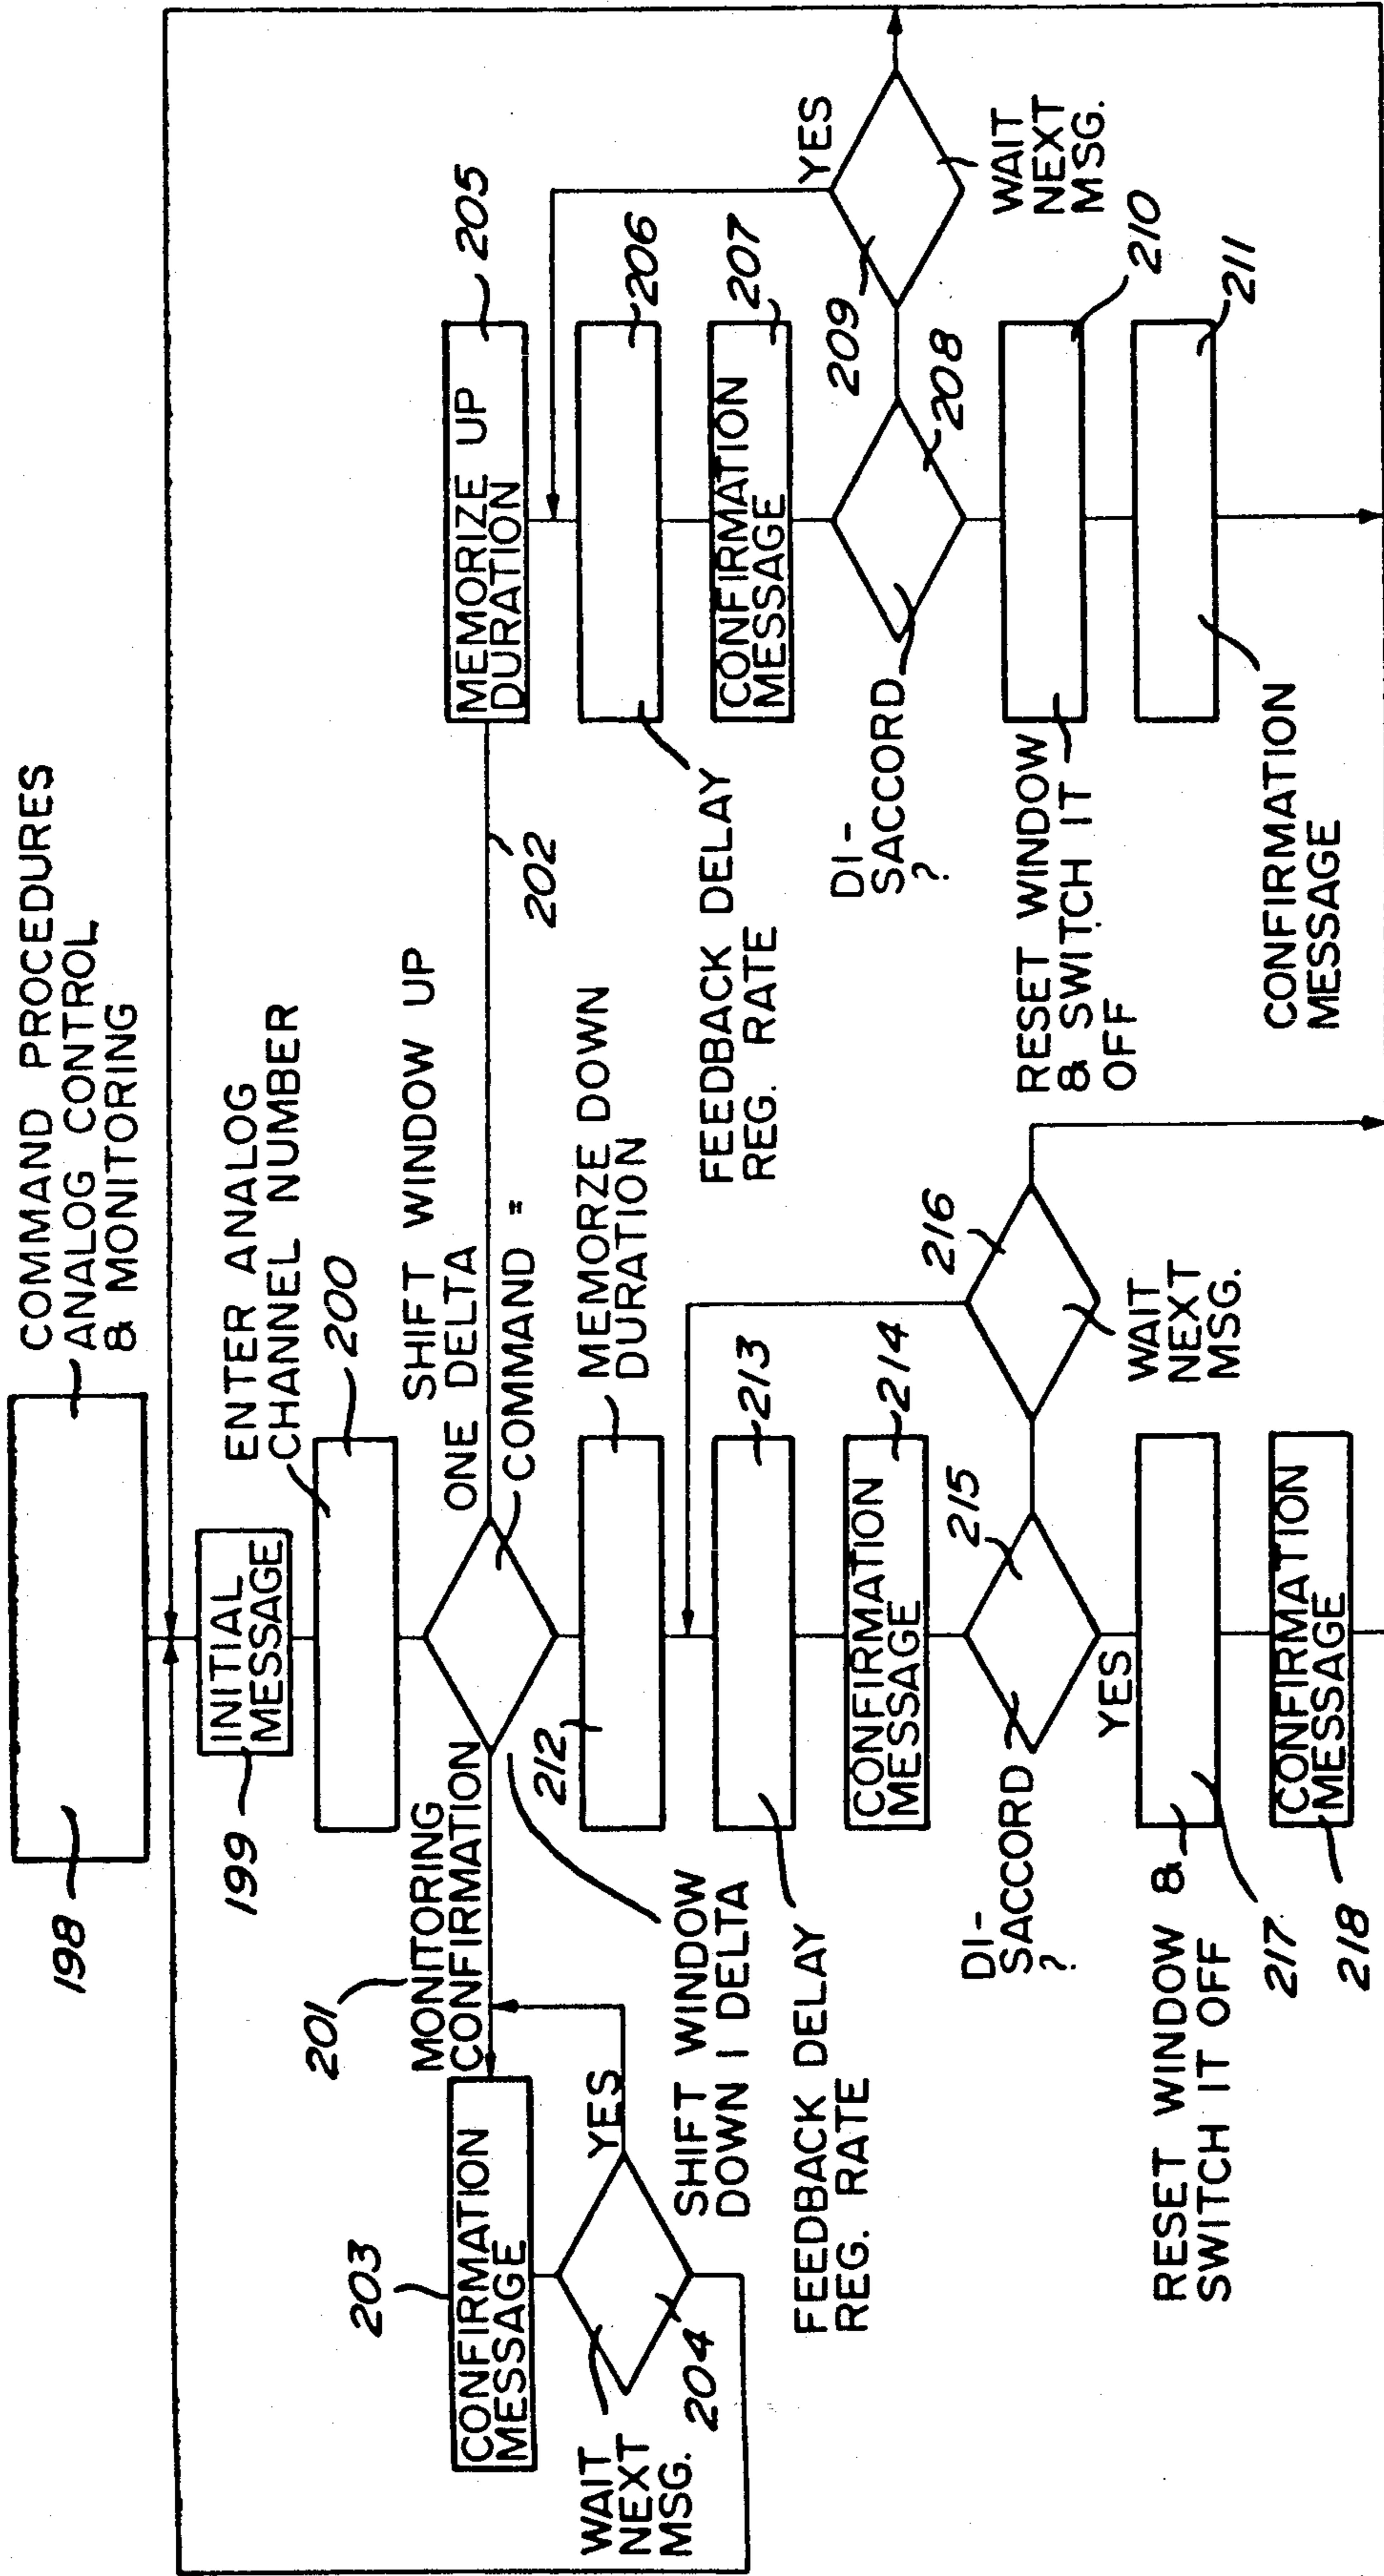 198
COMMAND PROCEDURES
ANALOG CONTROL
& MONITORING
199
INITIAL
MESSAGE
ENTER ANALOG
CHANNEL NUMBER
200
201
MONITORING
CONFIRMATION
SHIFT WINDOW UP
ONE DELTA
COMMAND =
202
203
CONFIRMATION
MESSAGE
YES
WAIT
NEXT
MSG.
204
SHIFT WINDOW
DOWN 1 DELTA
MEMORIZE UP
DURATION
205
206
FEEDBACK DELAY
REG. RATE
CONFIRMATION
MESSAGE
207
DI-
SACCORD
?
208
209
YES
WAIT
NEXT
MSG.
RESET WINDOW
& SWITCH IT
OFF
210
211
CONFIRMATION
MESSAGE
212
MEMORZE DOWN
DURATION
213
FEEDBACK DELAY
REG. RATE
CONFIRMATION
MESSAGE
214
DI-
SACCORD
?
215
216
WAIT
NEXT
MSG.
YES
RESET WINDOW &
SWITCH IT OFF
217
CONFIRMATION
MESSAGE
218